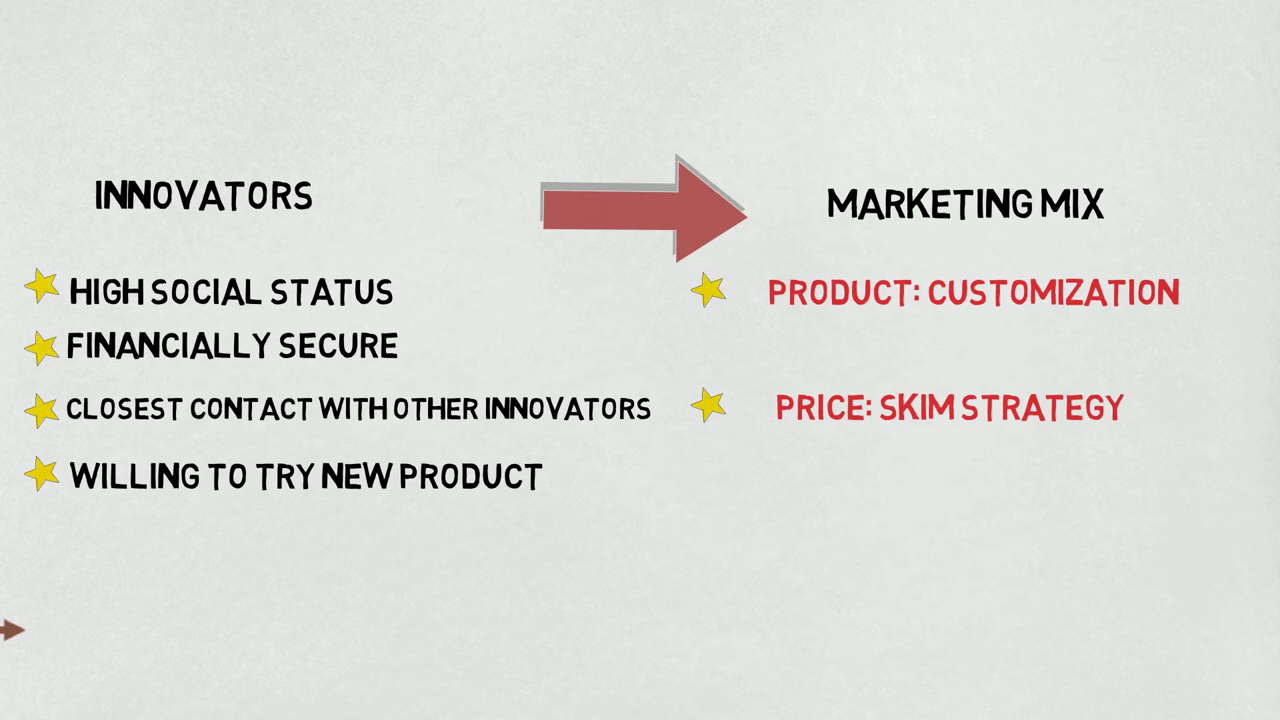 INNOVATORS
HIGH SOCIAL STATUS
FINANCIALLY SECURE
CLOSEST CONTACT WITH OTHER INNOVATORS
WILLING TO TRY NEW PRODUCT
MARKETING MIX
PRODUCT: CUSTOMIZATION
PRICE: SKIM STRATEGY